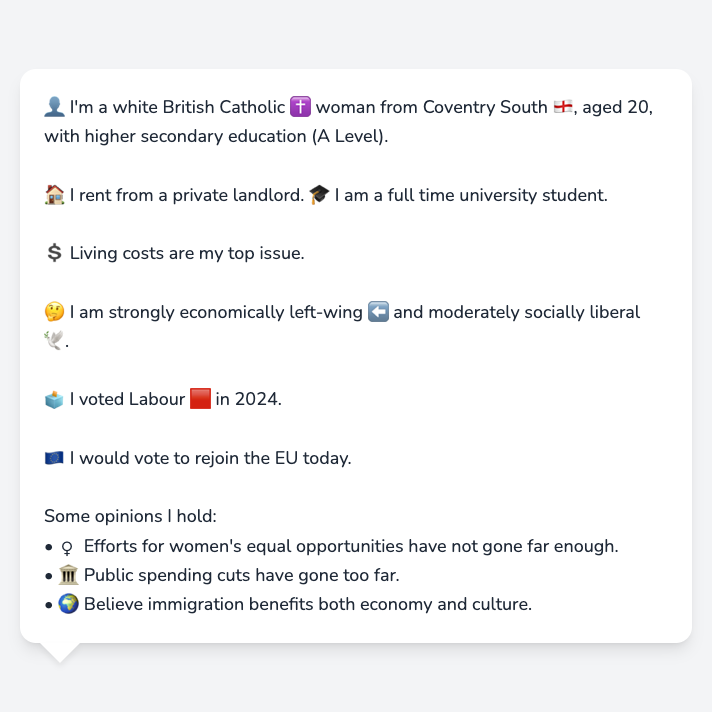 👤 I'm a white British Catholic ✝️ woman from Coventry South 🏴󠁧󠁢󠁥󠁮󠁧󠁿, aged 20,
with higher secondary education (A Level).
🏠 I rent from a private landlord. 🎓 I am a full time university student.
💲 Living costs are my top issue.
🤔 I am strongly economically left-wing ⬅️ and moderately socially liberal
🕊️.
🗳️ I voted Labour 🟥 in 2024.
🇪🇺 I would vote to rejoin the EU today.
Some opinions I hold:
• ♀ Efforts for women's equal opportunities have not gone far enough.
• 🏛️ Public spending cuts have gone too far.
• 🌍 Believe immigration benefits both economy and culture.